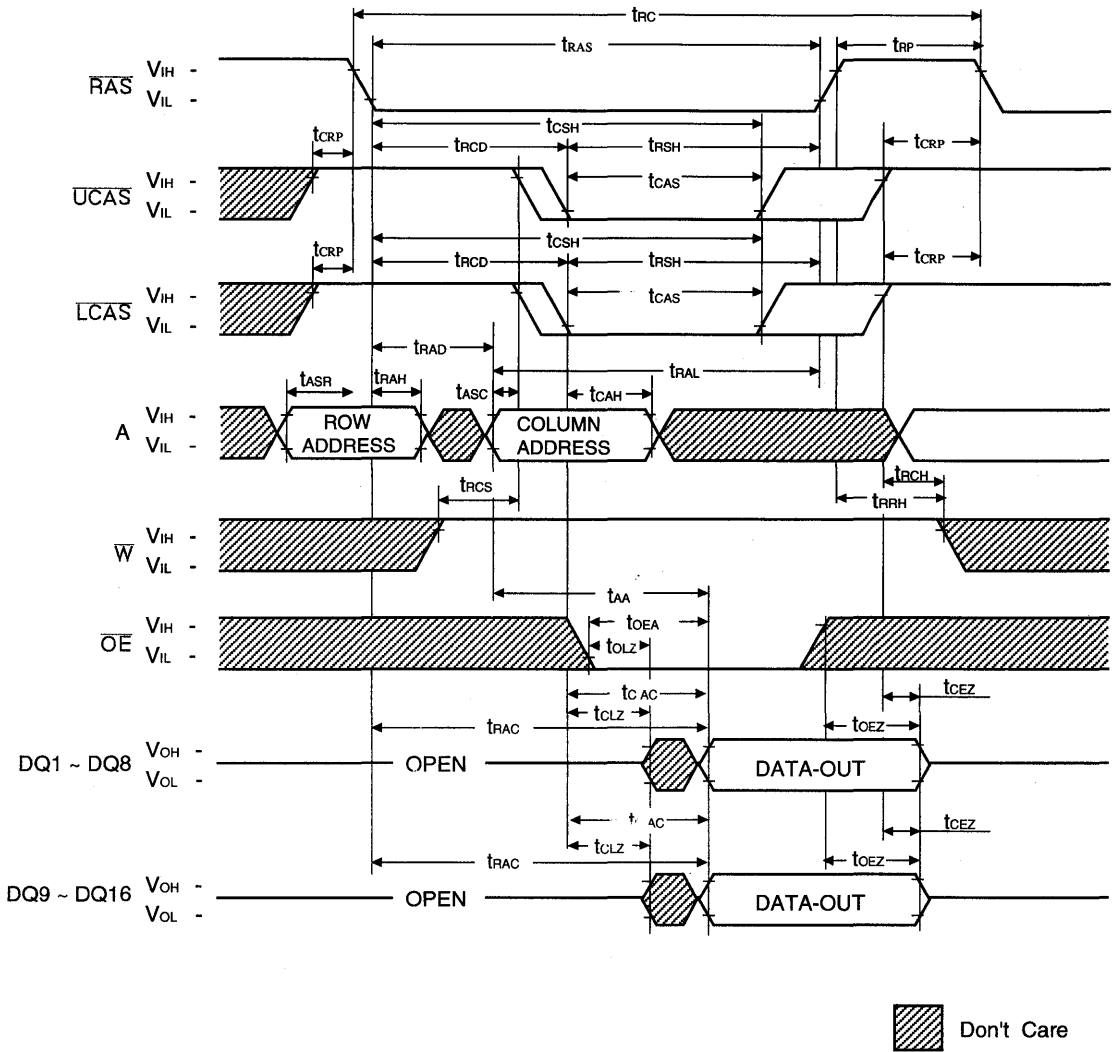 tRC
tRAS
tRP
RAS
VIH -
VIL -
tCSH
tCRP
tRCD
tRSH
tCRP
UCAS
VIH -
VIL -
tCAS
tCSH
tCRP
tRCD
tRSH
tCRP
LCAS
VIH -
VIL -
tCAS
tRAD
tRAL
tASR
tRAH
tASC
tCAH
A
VIH -
VIL -
ROW
ADDRESS
COLUMN
ADDRESS
tRCS
tRCH
tRRH
W
VIH -
VIL -
tAA
tOEA
OE
VIH -
VIL -
tOLZ
tCAC
tCEZ
tCLZ
tRAC
tOEZ
DQ1 ~ DQ8
VOH -
VOL -
OPEN
DATA-OUT
tCEZ
tCLZ
tRAC
tOEZ
DQ9 ~ DQ16
VOH -
VOL -
OPEN
DATA-OUT
Don't Care